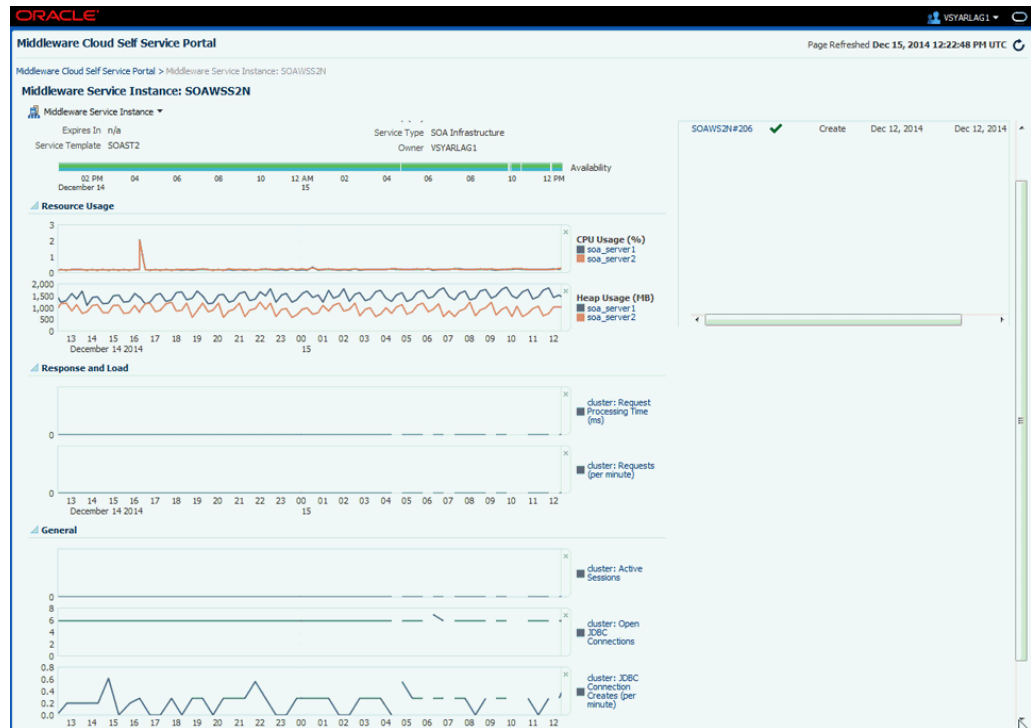 ORACLE
VSYARLAG1
Middleware Cloud Self Service Portal
Page Refreshed Dec 15, 2014 12:22:48 PM UTC
Middleware Cloud Self Service Portal > Middleware Service Instance: SOAWSS2N
Middleware Service Instance: SOAWSS2N
Middleware Service Instance
Expires In n/a
Service Type SOA Infrastructure
Service Template SOAST2
Owner VSYARLAG1
SOAWS2N#206 Create Dec 12, 2014 Dec 12, 2014
Availability
02 PM 04 06 08 10 12 AM 02 04 06 08 10 12 PM
December 14 15
Resource Usage
3
2
1
0
CPU Usage (%)
soa_server1
soa_server2
2,000
1,500
1,000
500
0
Heap Usage (MB)
soa_server1
soa_server2
13 14 15 16 17 18 19 20 21 22 23 00 01 02 03 04 05 06 07 08 09 10 11 12
December 14 2014 15
Response and Load
0
cluster: Request
Processing Time
(ms)
0
cluster: Requests
(per minute)
13 14 15 16 17 18 19 20 21 22 23 00 01 02 03 04 05 06 07 08 09 10 11 12
December 14 2014 15
General
0
cluster: Active
Sessions
8
6
4
2
0
cluster: Open
JDBC
Connections
0.8
0.6
0.4
0.2
0.0
cluster: JDBC
Connection
Creates (per
minute)
13 14 15 16 17 18 19 20 21 22 23 00 01 02 03 04 05 06 07 08 09 10 11 12